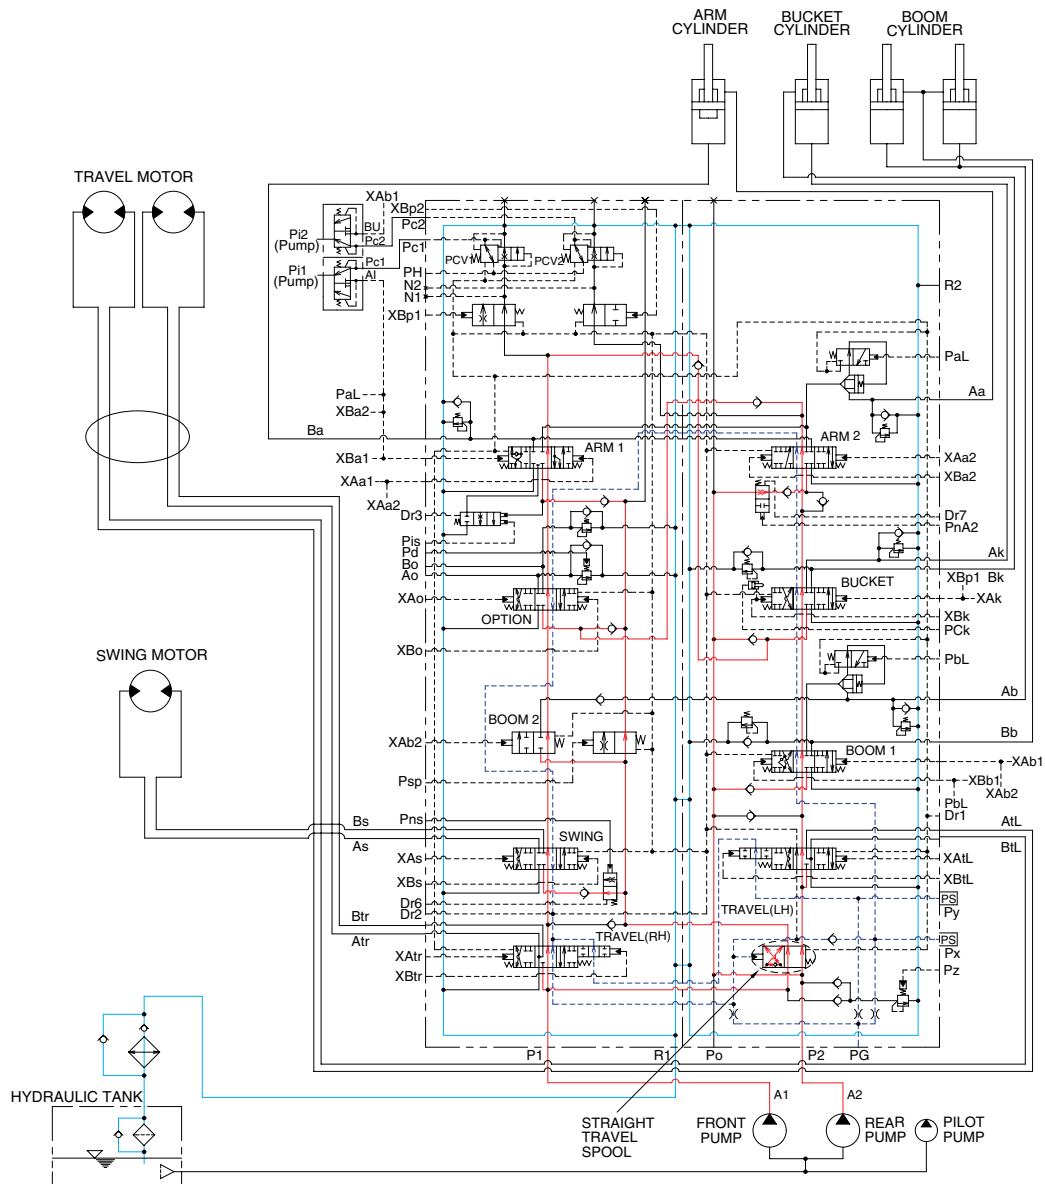 ARM
CYLINDER
BUCKET
CYLINDER
BOOM
CYLINDER
TRAVEL MOTOR
XAb1
XBp2
BU
Pc2
Pi2
(Pump)
Pc2
Pc1
Pc1
Pi1
(Pump)
AI
PCV1
PCV2
PH
N2
N1
XBp1
R2
PaL
Aa
PaL
XBa2
Ba
ARM 1
ARM 2
XBa1
XAa1
XAa2
XAa2
XBa2
Dr3
Dr7
PnA2
Pis
Pd
Bo
Ao
Ak
XBp1
Bk
BUCKET
XAo
OPTION
XAk
XBk
PCk
XBo
PbL
SWING MOTOR
Ab
BOOM 2
Bb
XAb2
BOOM 1
XAb1
Psp
XBb1
XAb2
PbL
Dr1
Bs
Pns
AtL
As
SWING
BtL
XAs
XAtL
XBs
XBtL
Dr6
Dr2
PS
Py
Btr
TRAVEL(LH)
TRAVEL(RH)
Atr
PS
Px
XAtr
XBtr
Pz
P1
R1
Po
P2
PG
HYDRAULIC TANK
A1
A2
STRAIGHT
TRAVEL
SPOOL
FRONT
PUMP
REAR
PUMP
PILOT
PUMP